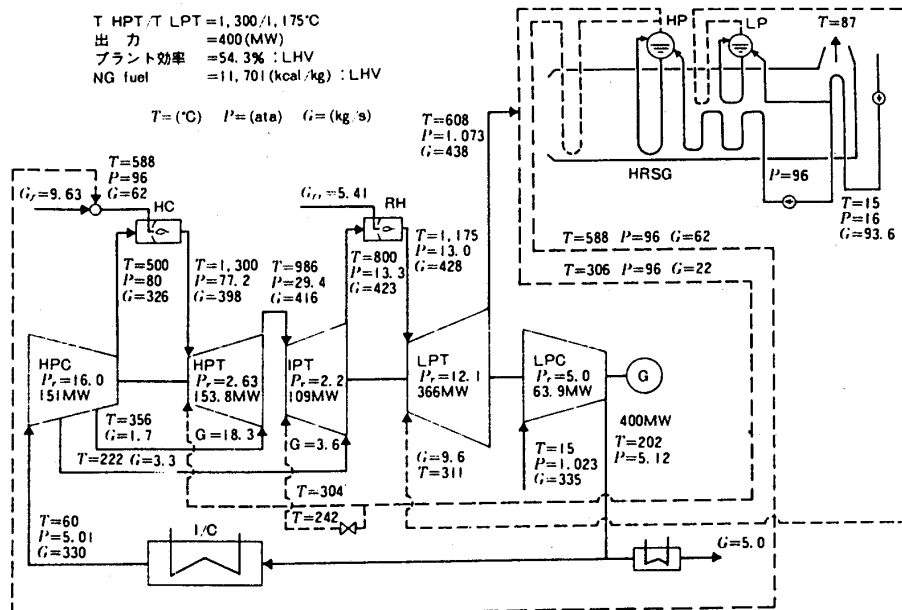 T HPT/T LPT=1,300/1,175°C
出 力 =400(MW)
プラント効率 =54.3% : LHV
NG fuel =11,701(kcal/kg) : LHV
T=(°C) P=(ata) G=(kg/s)
HP
LP
T=87
T=608
P=1.073
G=438
HRSG
P=96
T=15
P=16
G=93.6
T=588 P=96 G=62
T=306 P=96 G=22
T=588
P=96
G=62
Gr=9.63
HC
Gr,=5.41
RH
T=500
P=80
G=326
T=1,300
P=77.2
G=398
T=986
P=29.4
G=416
T=800
P=13.3
G=423
T=1,175
P=13.0
G=428
HPC
Pr=16.0
151MW
HPT
Pr=2.63
153.8MW
IPT
Pr=2.2
109MW
LPT
Pr=12.1
366MW
LPC
Pr=5.0
63.9MW
G
400MW
T=356
G=1.7
G=18.3
G=3.6
T=222 G=3.3
G=9.6
T=311
T=15
P=1.023
G=335
T=202
P=5.12
T=304
T=242
T=60
P=5.01
G=330
I/C
G=5.0